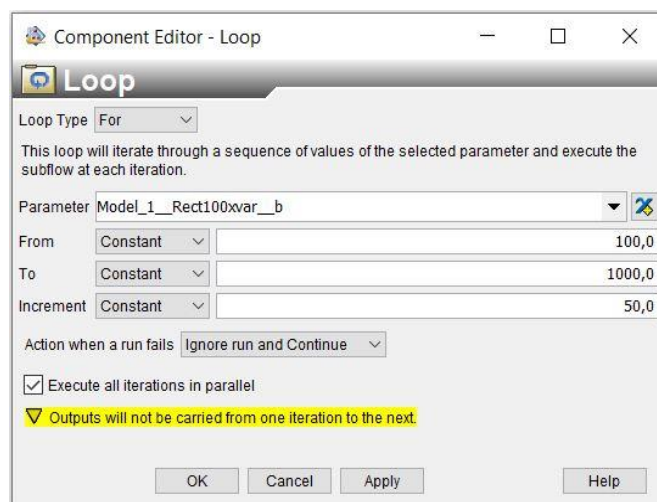 Component Editor - Loop
Loop
Loop Type For
This loop will iterate through a sequence of values of the selected parameter and execute the
subflow at each iteration.
Parameter Model_1__Rect100xvar__b
From Constant 100,0
To Constant 1000,0
Increment Constant 50,0
Action when a run fails Ignore run and Continue
Execute all iterations in parallel
Outputs will not be carried from one iteration to the next.
OK Cancel Apply Help